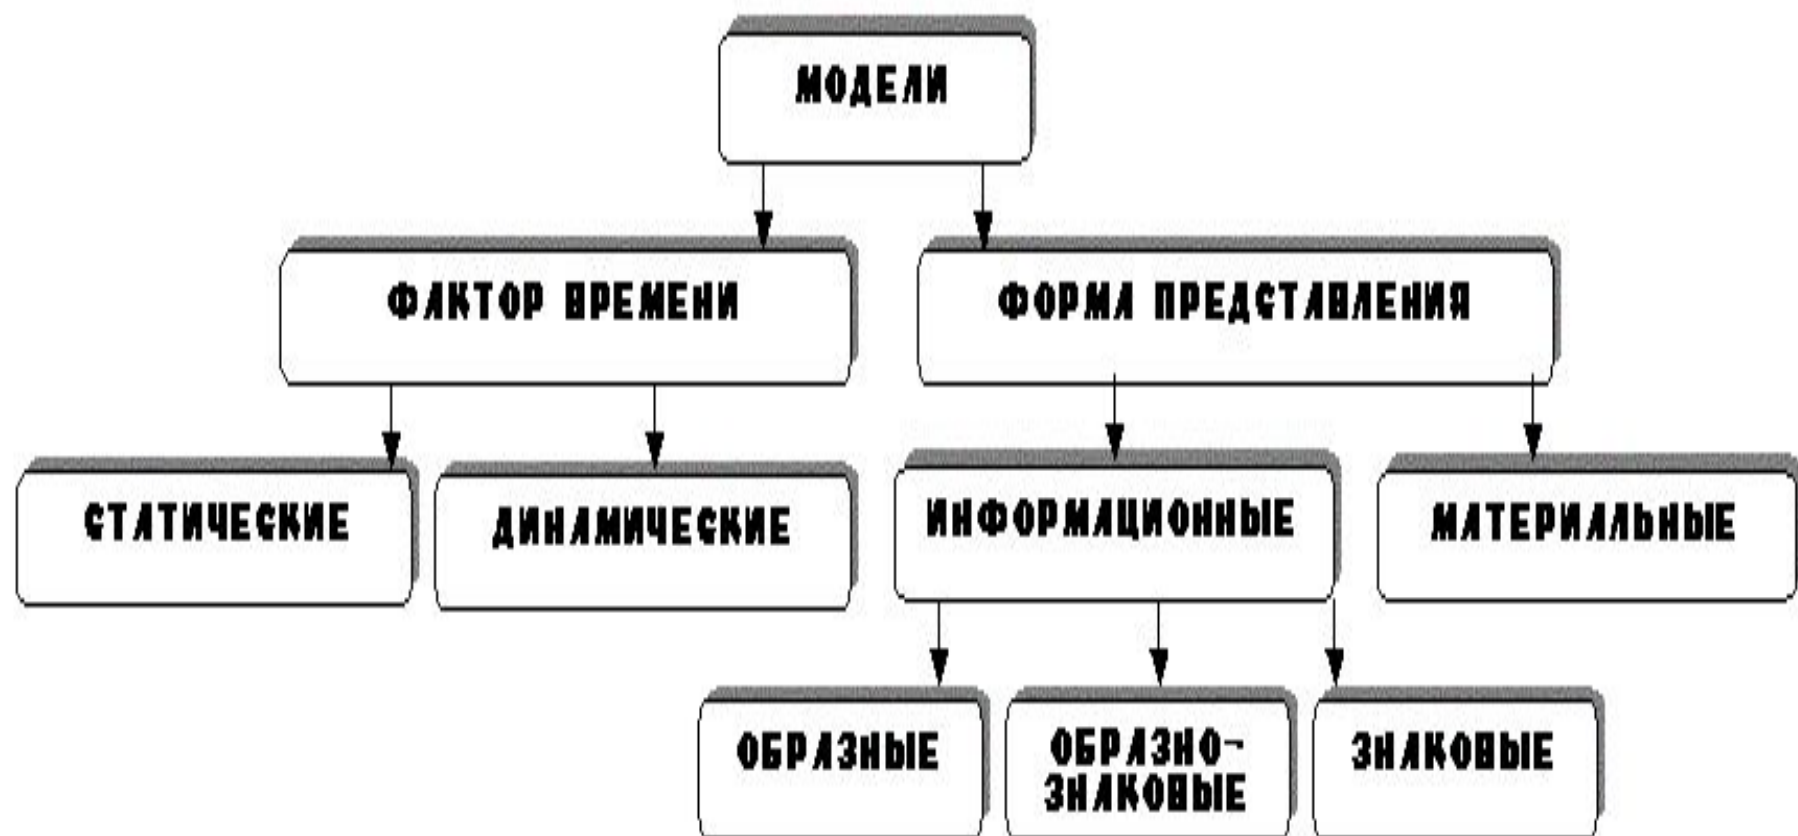 МОДЕЛИ
ФАКТОР ВРЕМЕНИ
ФОРМА ПРЕДСТАВЛЕНИЯ
СТАТИЧЕСКИЕ
ДИНАМИЧЕСКИЕ
ИНФОРМАЦИОННЫЕ
МАТЕРИАЛЬНЫЕ
ОБРАЗНЫЕ
ОБРАЗНО¬
ЗНАКОВЫЕ
ЗНАКОВЫЕ